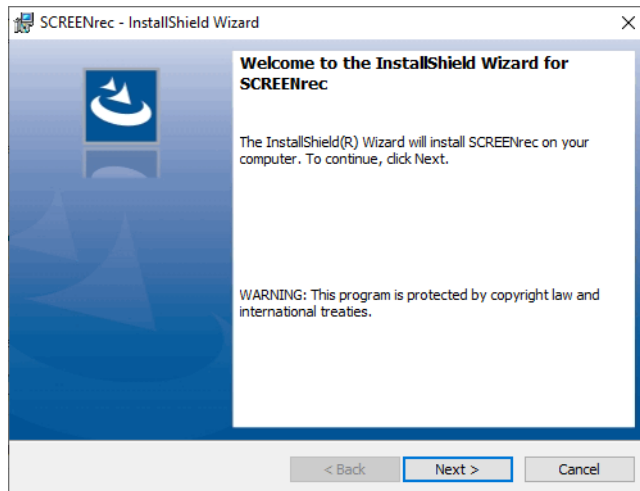 SCREENrec - InstallShield Wizard
Welcome to the InstallShield Wizard for
SCREENrec
The InstallShield(R) Wizard will install SCREENrec on your
computer. To continue, click Next.
WARNING: This program is protected by copyright law and
international treaties.
< Back Next > Cancel